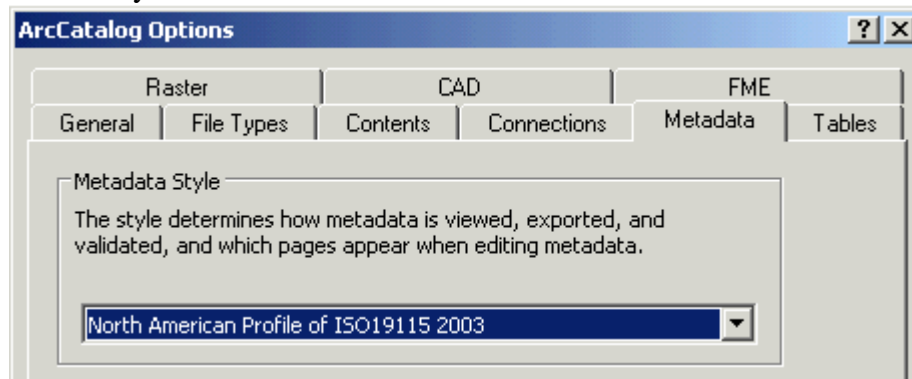 ArcCatalog Options
? X
Raster CAD FME
General File Types Contents Connections Metadata Tables
Metadata Style
The style determines how metadata is viewed, exported, and
validated, and which pages appear when editing metadata.
North American Profile of ISO19115 2003